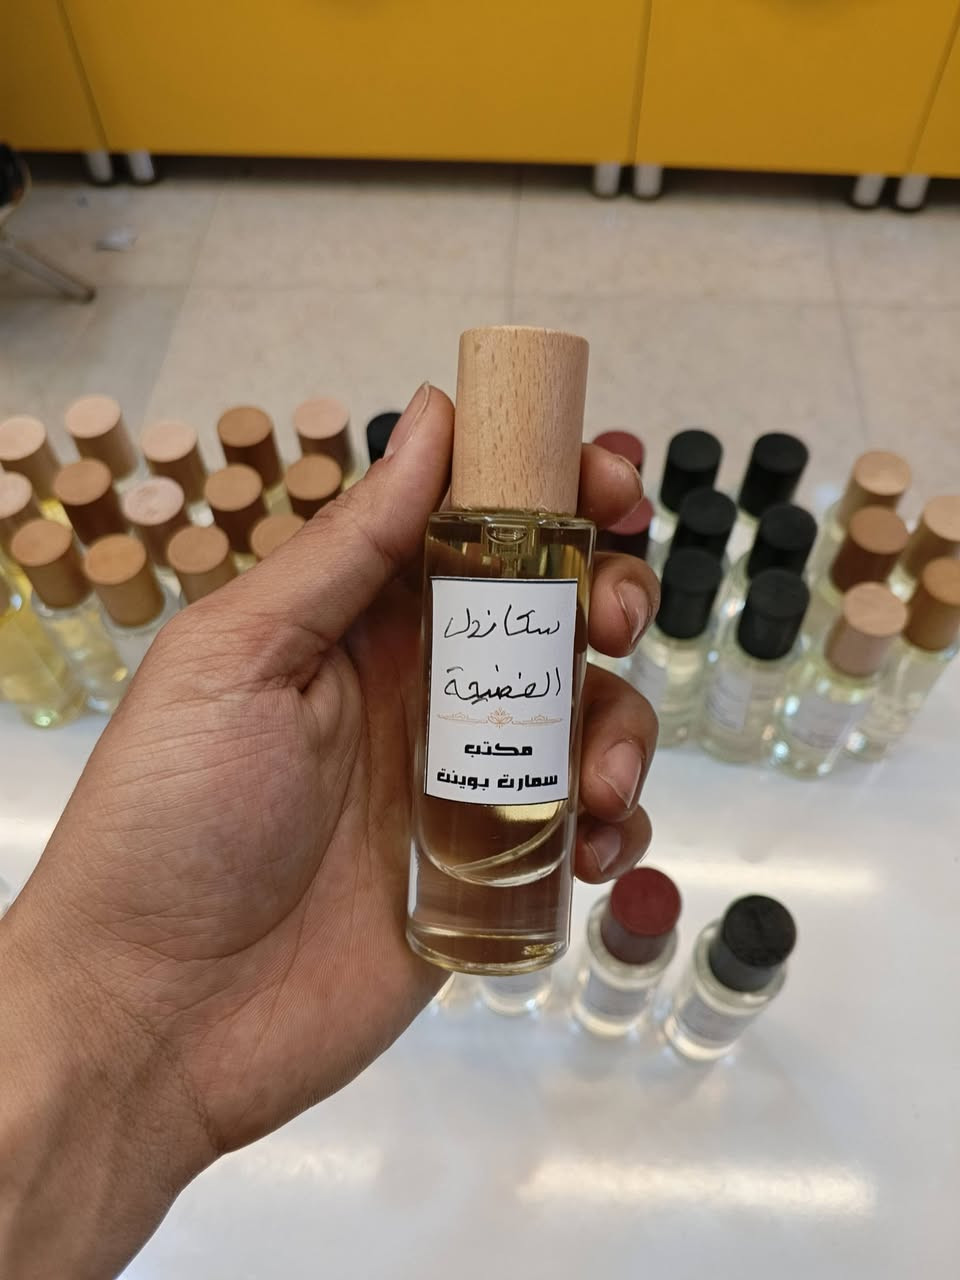 سكاندل
الفضيحة
مكتب
سمارت بوينت